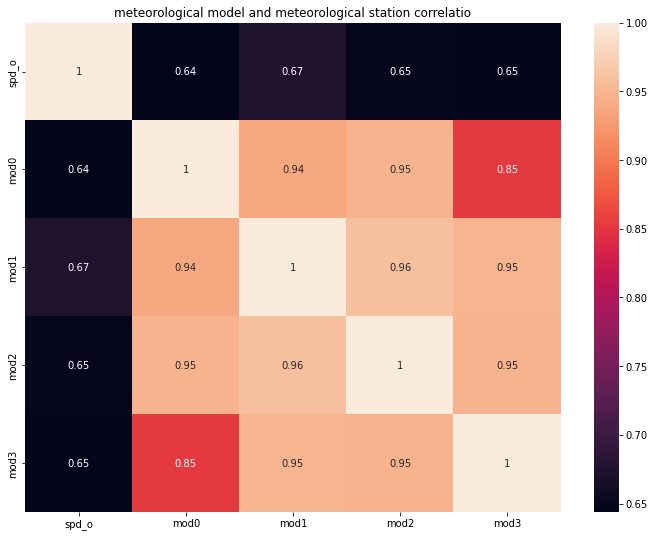 meteorological model and meteorological station correlatio
spd_o 1 0.64 0.67 0.65 0.65
mod0 0.64 1 0.94 0.95 0.85
mod1 0.67 0.94 1 0.96 0.95
mod2 0.65 0.95 0.96 1 0.95
mod3 0.65 0.85 0.95 0.95 1
spd_o mod0 mod1 mod2 mod3
1.00
0.95
0.90
0.85
0.80
0.75
0.70
0.65